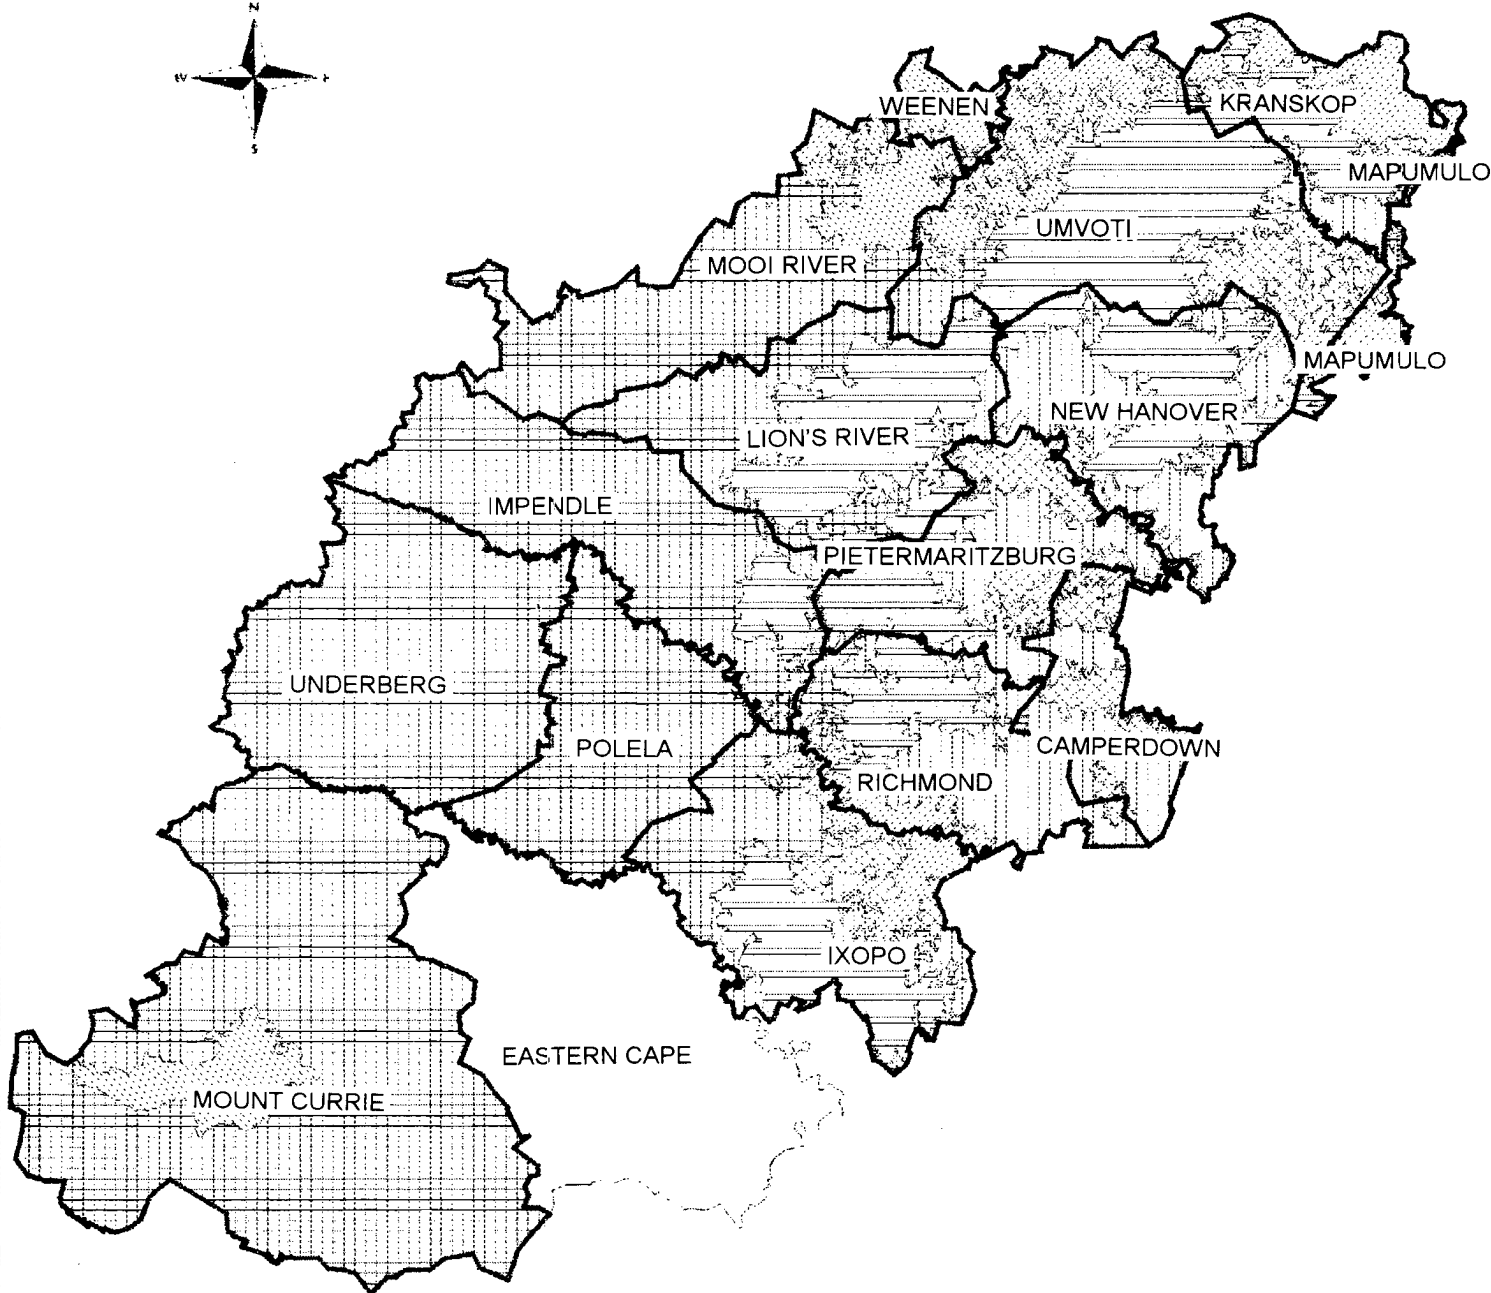 N
W
E
S
WEENEN
KRANSKOP
MAPUMULO
UMVOTI
MOOI RIVER
MAPUMULO
NEW HANOVER
LION'S RIVER
IMPENDLE
PIETERMARITZBURG
UNDERBERG
POLELA
CAMPERDOWN
RICHMOND
IXOPO
EASTERN CAPE
MOUNT CURRIE